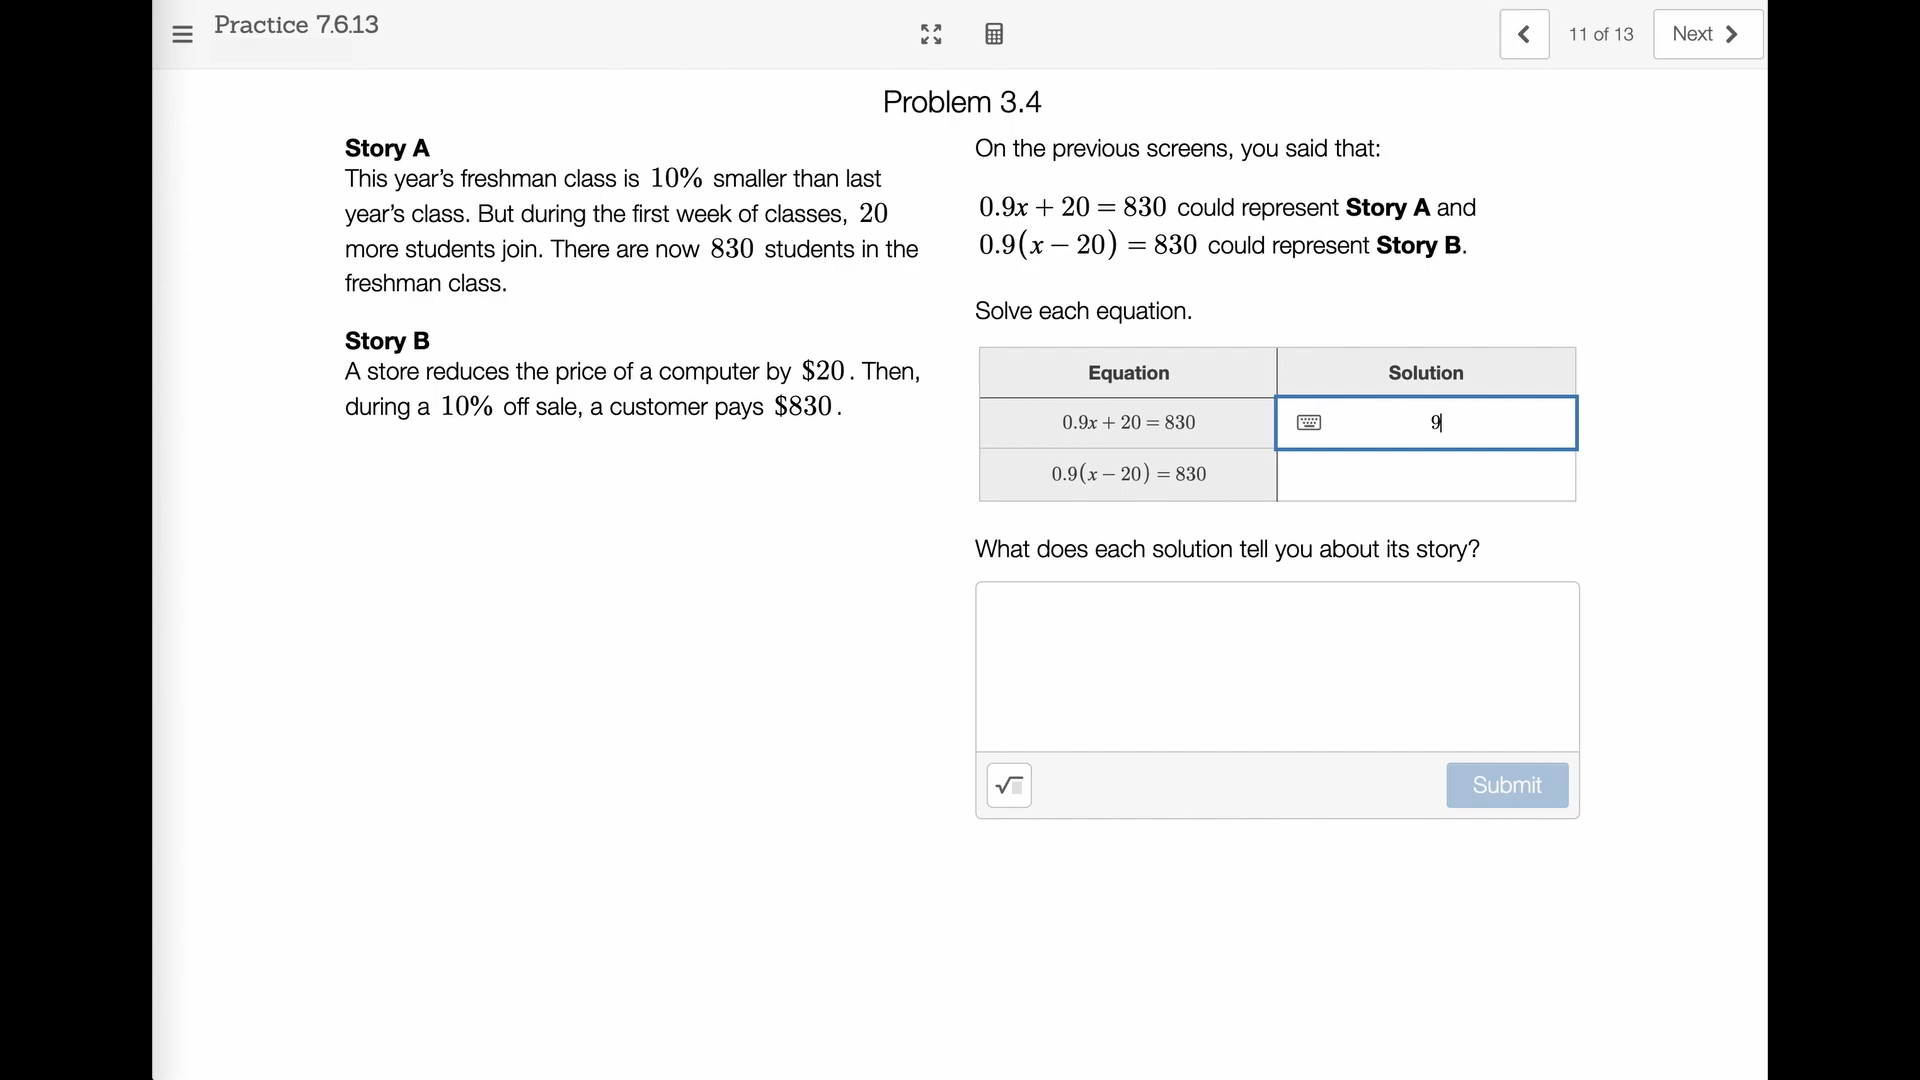 Practice 7.6.13
11 of 13
Next
Problem 3.4
Story A
This year's freshman class is 10% smaller than last
year's class. But during the first week of classes, 20
more students join. There are now 830 students in the
freshman class.
Story B
A store reduces the price of a computer by $20. Then,
during a 10% off sale, a customer pays $830.
On the previous screens, you said that:
0.9x + 20 = 830 could represent Story A and
0.9(x − 20) = 830 could represent Story B.
Solve each equation.
Equation Solution
0.9x + 20 = 830 9
0.9(x − 20) = 830
What does each solution tell you about its story?
√
Submit